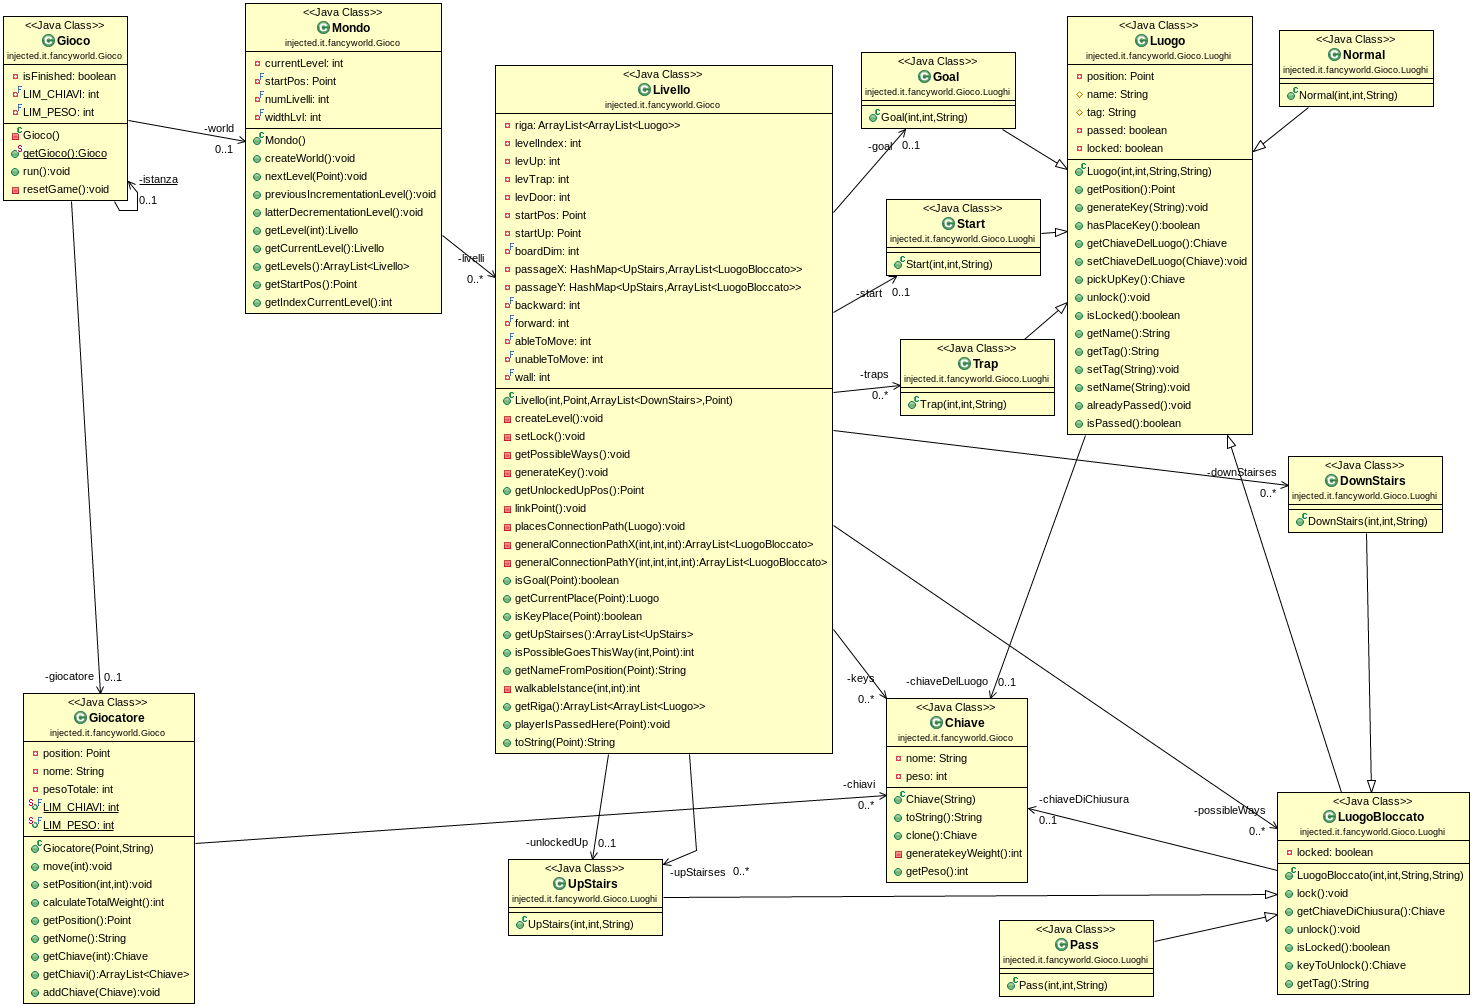 <<Java Class>>
Gioco
injected.it.fancyworld.Gioco
isFinished: boolean
LIM_CHIAVI: int
LIM_PESO: int
Gioco()
getGioco():Gioco
run():void
resetGame():void
-world
0..1
-istanza
0..1
<<Java Class>>
Mondo
injected.it.fancyworld.Gioco
currentLevel: int
startPos: Point
numLivelli: int
widthLvl: int
Mondo()
createWorld():void
nextLevel(Point):void
previousIncrementationLevel():void
latterDecrementationLevel():void
getLevel(int):Livello
getCurrentLevel():Livello
getLevels():ArrayList<Livello>
getStartPos():Point
getIndexCurrentLevel():int
-livelli
0..*
<<Java Class>>
Livello
injected.it.fancyworld.Gioco
riga: ArrayList<ArrayList<Luogo>>
levelIndex: int
levUp: int
levTrap: int
levDoor: int
startPos: Point
startUp: Point
boardDim: int
passageX: HashMap<UpStairs,ArrayList<LuogoBloccato>>
passageY: HashMap<UpStairs,ArrayList<LuogoBloccato>>
backward: int
forward: int
ableToMove: int
unableToMove: int
wall: int
Livello(int,Point,ArrayList<DownStairs>,Point)
createLevel():void
setLock():void
getPossibleWays():void
generateKey():void
getUnlockedUpPos():Point
linkPoint():void
placesConnectionPath(Luogo):void
generalConnectionPathX(int,int,int):ArrayList<LuogoBloccato>
generalConnectionPathY(int,int,int,int):ArrayList<LuogoBloccato>
isGoal(Point):boolean
getCurrentPlace(Point):Luogo
isKeyPlace(Point):boolean
getUpStairses():ArrayList<UpStairs>
isPossibleGoesThisWay(int,Point):int
getNameFromPosition(Point):String
walkableIstance(int,int):int
getRiga():ArrayList<ArrayList<Luogo>>
playerIsPassedHere(Point):void
toString(Point):String
<<Java Class>>
Goal
injected.it.fancyworld.Gioco.Luoghi
Goal(int,int,String)
-goal
0..1
<<Java Class>>
Start
injected.it.fancyworld.Gioco.Luoghi
Start(int,int,String)
-start
0..1
<<Java Class>>
Trap
injected.it.fancyworld.Gioco.Luoghi
Trap(int,int,String)
-traps
0..*
<<Java Class>>
Luogo
injected.it.fancyworld.Gioco.Luoghi
position: Point
name: String
tag: String
passed: boolean
locked: boolean
Luogo(int,int,String,String)
getPosition():Point
generateKey(String):void
hasPlaceKey():boolean
getChiaveDelLuogo():Chiave
setChiaveDelLuogo(Chiave):void
pickUpKey():Chiave
unlock():void
isLocked():boolean
getName():String
getTag():String
setTag(String):void
setName(String):void
alreadyPassed():void
isPassed():boolean
<<Java Class>>
Normal
injected.it.fancyworld.Gioco.Luoghi
Normal(int,int,String)
-downStairses
0..*
<<Java Class>>
DownStairs
injected.it.fancyworld.Gioco.Luoghi
DownStairs(int,int,String)
-giocatore
0..1
<<Java Class>>
Giocatore
injected.it.fancyworld.Gioco
position: Point
nome: String
pesoTotale: int
LIM_CHIAVI: int
LIM_PESO: int
Giocatore(Point,String)
move(int):void
setPosition(int,int):void
calculateTotalWeight():int
getPosition():Point
getNome():String
getChiave(int):Chiave
getChiavi():ArrayList<Chiave>
addChiave(Chiave):void
-keys
0..*
-chiaveDelLuogo
0..1
-chiavi
0..*
<<Java Class>>
Chiave
injected.it.fancyworld.Gioco
nome: String
peso: int
Chiave(String)
toString():String
clone():Chiave
generatekeyWeight():int
getPeso():int
-unlockedUp
0..1
-upStairses
0..*
<<Java Class>>
UpStairs
injected.it.fancyworld.Gioco.Luoghi
UpStairs(int,int,String)
-chiaveDiChiusura
0..1
-possibleWays
0..*
<<Java Class>>
LuogoBloccato
injected.it.fancyworld.Gioco.Luoghi
locked: boolean
LuogoBloccato(int,int,String,String)
lock():void
getChiaveDiChiusura():Chiave
unlock():void
isLocked():boolean
keyToUnlock():Chiave
getTag():String
<<Java Class>>
Pass
injected.it.fancyworld.Gioco.Luoghi
Pass(int,int,String)